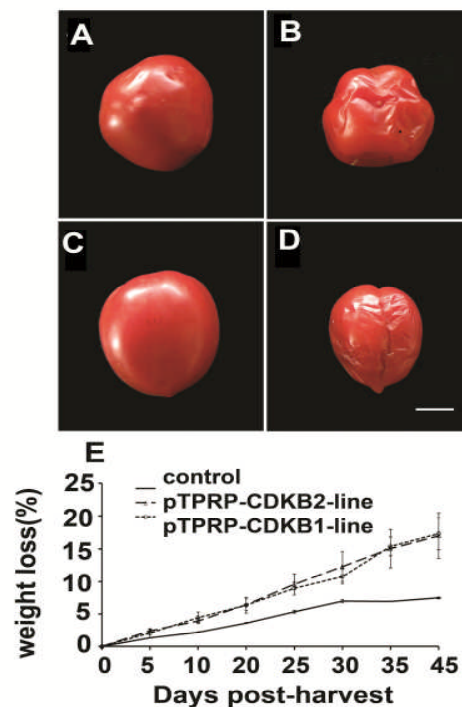 A
B
C
D
E
control
pTPRP-CDKB2-line
pTPRP-CDKB1-line
25
20
15
10
5
0
weight loss(%)
0 5 10 15 20 25 30 35 45
Days post-harvest